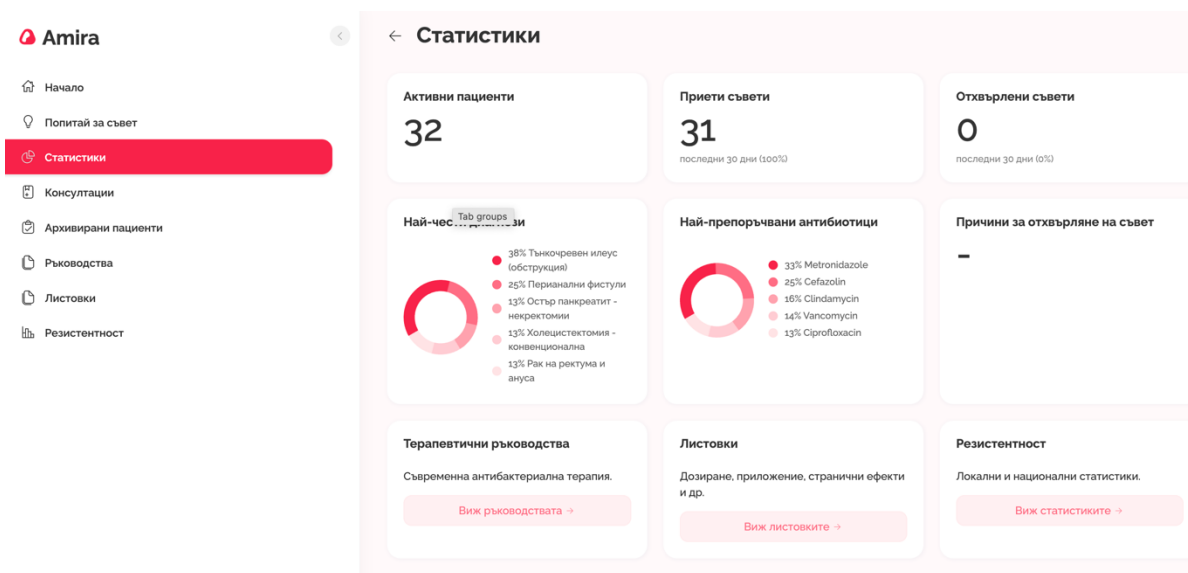 Amira
Начало
Попитай за съвет
Статистики
Консултации
Архивирани пациенти
Ръководства
Листовки
Резистентност
← Статистики
Активни пациенти
32
Приети съвети
31
последни 30 дни (100%)
Отхвърлени съвети
0
последни 30 дни (0%)
Tab groups
38% Тънкочревен илеус
(обструкция)
25% Перианални фистули
13% Остър панкреатит -
некректомии
13% Холецистектомия -
конвенционална
13% Рак на ректума и
ануса
Най-препоръчвани антибиотици
33% Metronidazole
25% Cefazolin
16% Clindamycin
14% Vancomycin
13% Ciprofloxacin
Причини за отхвърляне на съвет
-
Терапевтични ръководства
Съвременна антибактериална терапия.
Виж ръководствата →
Листовки
Дозиране, приложение, странични ефекти
и др.
Виж листовките →
Резистентност
Локални и национални статистики.
Виж статистиките →